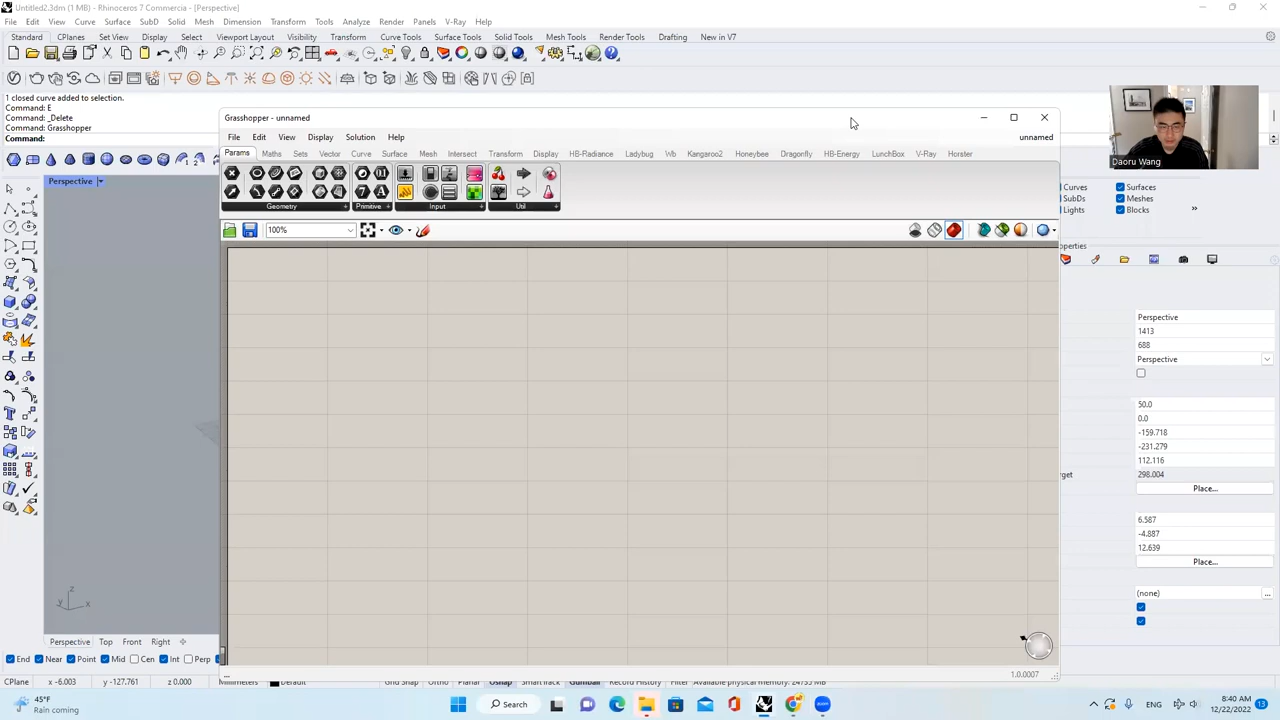 Untitled2.3dm (1 MB) - Rhinoceros 7 Commercia - [Perspective]
File Edit View Curve Surface SubD Solid Mesh Dimension Transform Tools Analyze Render Panels V-Ray Help
Standard CPlanes Set View Display Select Viewport Layout Visibility Transform Curve Tools Surface Tools Solid Tools Mesh Tools Render Tools Drafting New in V7
1 closed curve added to selection.
Command: E
Command: _Delete
Command: Grasshopper
Command:
Grasshopper - unnamed
File Edit View Display Solution Help unnamed
Params Maths Sets Vector Curve Surface Mesh Intersect Transform Display HB-Radiance Ladybug Wb Kangaroo2 Honeybee Dragonfly HB-Energy LunchBox V-Ray Horster
Geometry + Primitive + Input + Util +
100%
Daoru Wang
Curves Surfaces
SubDs Meshes
Lights Blocks
operties
Perspective
Perspective
1413
688
Perspective
50.0
0.0
-159.718
-231.279
112.116
rget 298.004
Place...
6.587
-4.887
12.639
Place...
(none) ...
z
y x
Perspective Top Front Right
End Near Point Mid Cen Int Perp
... 1.0.0007
CPlane x -6.003 y -127.761 z 0.000 Millimeters Default Grid Snap Ortho Planar Osnap SmartTrack Gumball Record History Filter
45°F
Rain coming
Search
ENG
8:40 AM
12/22/2022
13